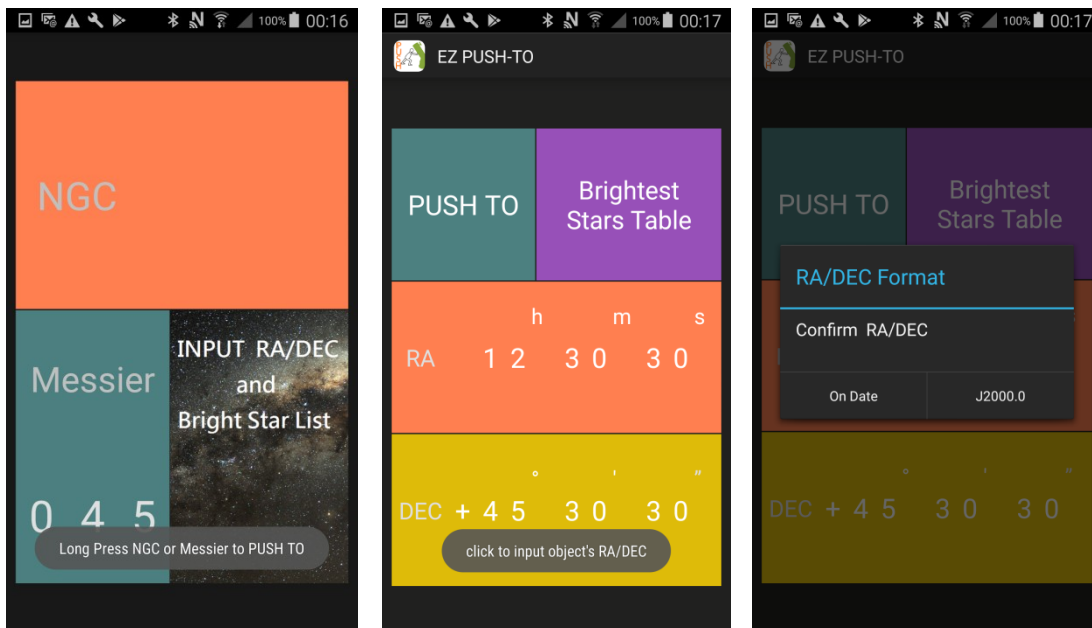 100% 00:16
NGC
Messier
0 4 5
INPUT RA/DEC
and
Bright Star List
Long Press NGC or Messier to PUSH TO
100% 00:17
EZ PUSH-TO
PUSH TO
Brightest
Stars Table
h m s
RA 1 2 3 0 3 0
° ' "
DEC + 4 5 3 0 3 0
click to input object's RA/DEC
100% 00:17
EZ PUSH-TO
PUSH TO
Brightest
Stars Table
RA/DEC Format
Confirm RA/DEC
On Date J2000.0
° ' "
DEC + 4 5 3 0 3 0